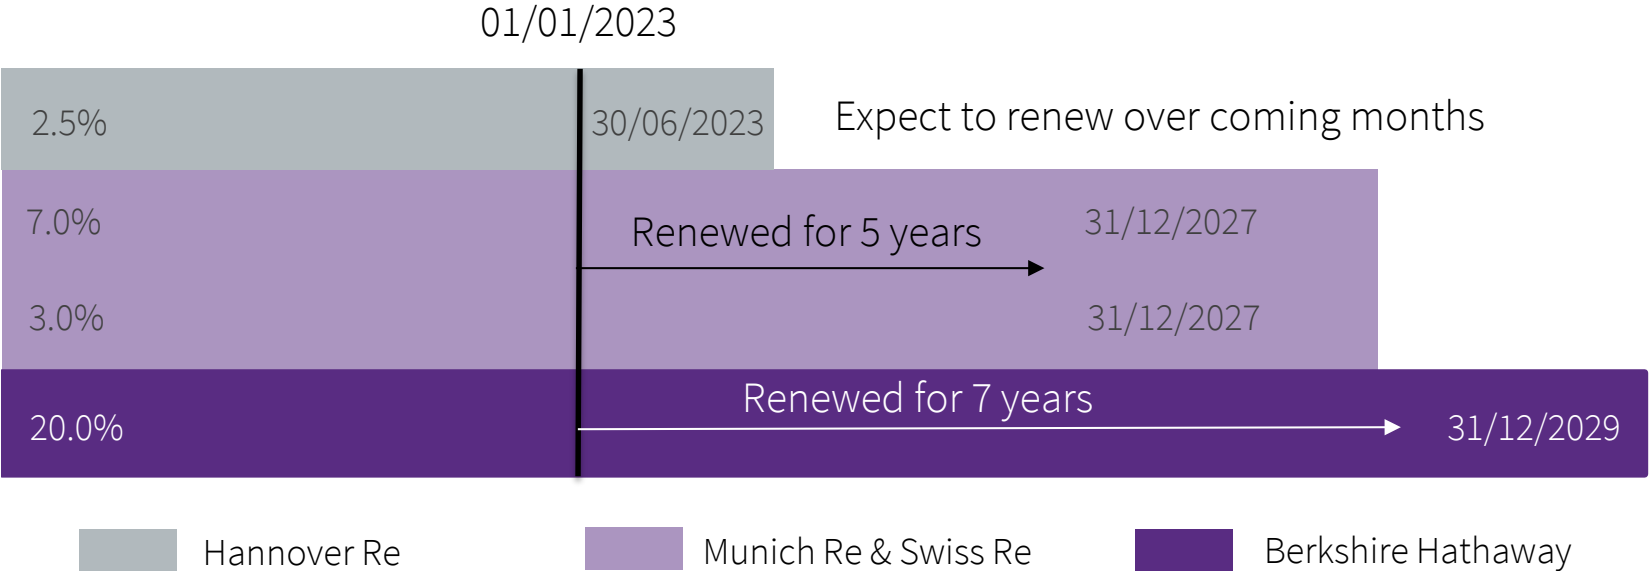 01/01/2023
2.5%
30/06/2023
Expect to renew over coming months
7.0%
Renewed for 5 years
31/12/2027
3.0%
31/12/2027
Renewed for 7 years
20.0%
31/12/2029
Hannover Re
Munich Re & Swiss Re
Berkshire Hathaway